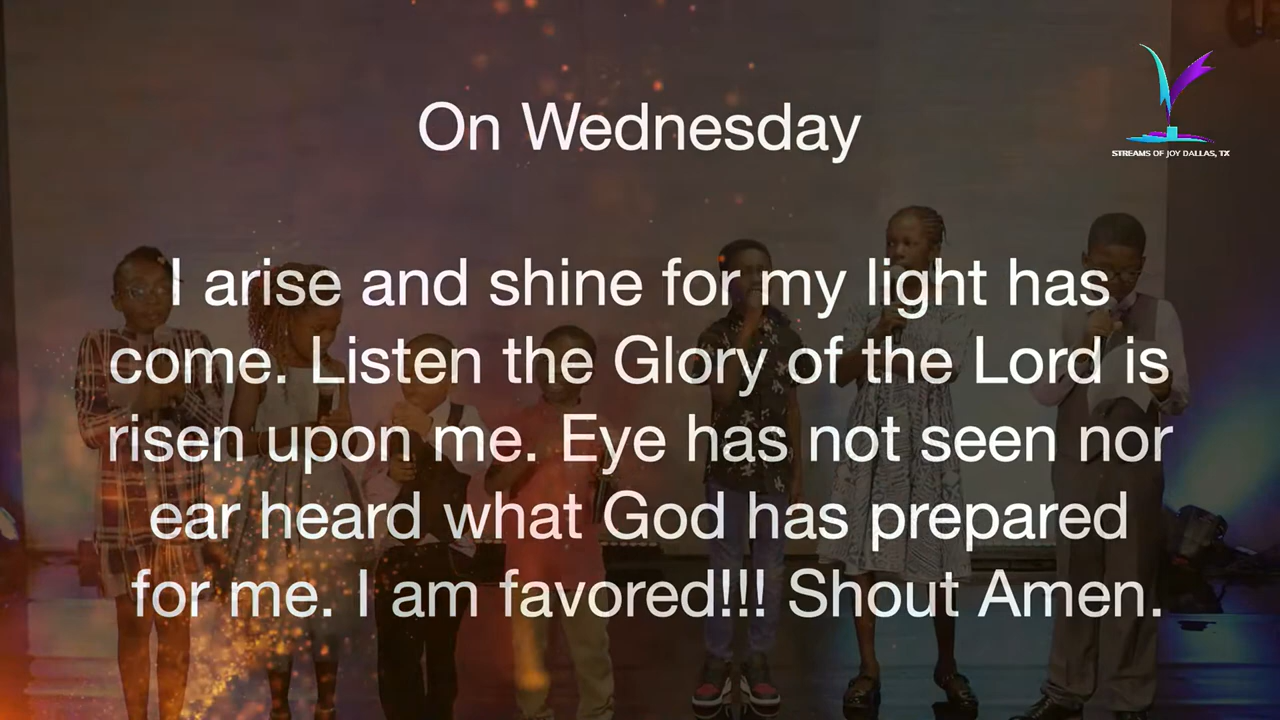 On Wednesday
STREAMS OF JOY DALLAS, TX
I arise and shine for my light has
come. Listen the Glory of the Lord is
risen upon me. Eye has not seen nor
ear heard what God has prepared
for me. I am favored!!! Shout Amen.